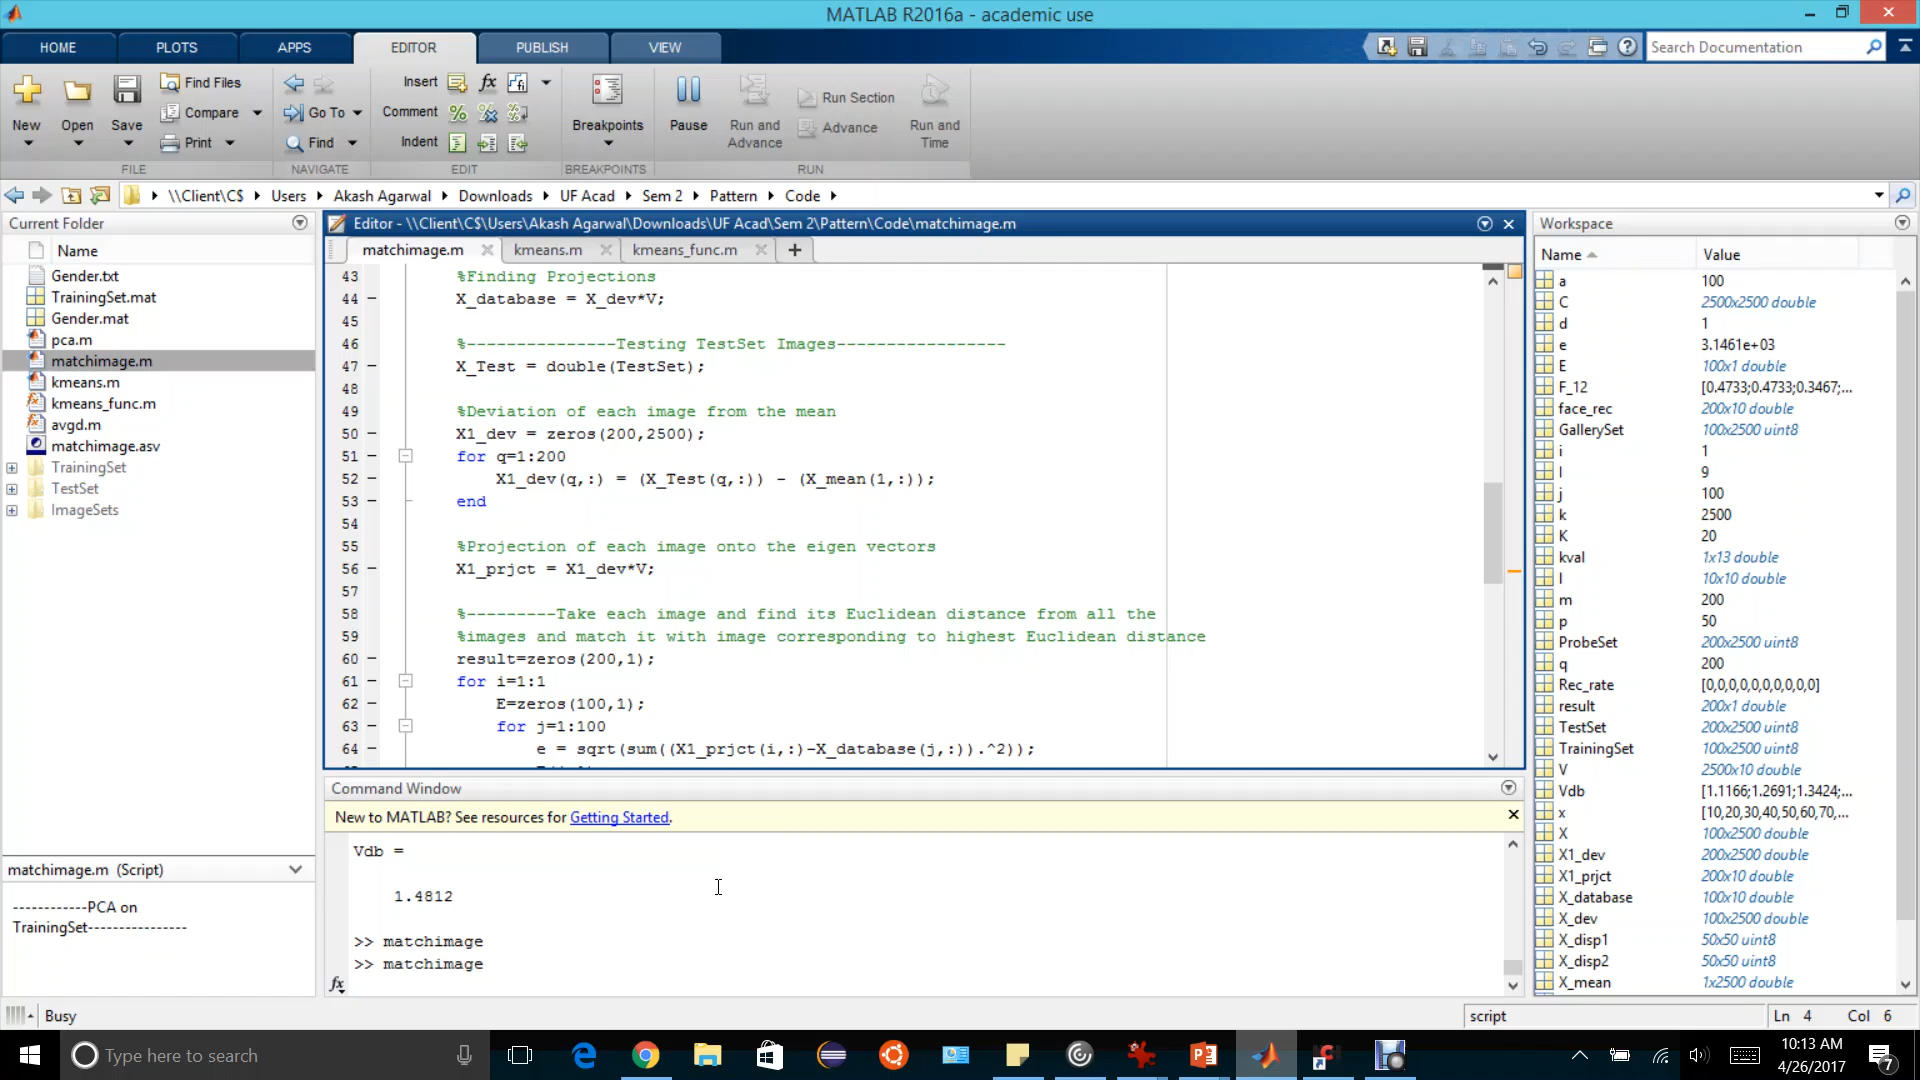 MATLAB R2016a - academic use
HOME PLOTS APPS EDITOR PUBLISH VIEW
Search Documentation
New Open Save Find Files Compare Print
FILE
Go To Find
NAVIGATE
Insert fx
Comment
Indent
EDIT
Breakpoints
BREAKPOINTS
Pause Run and Advance Run Section Advance Run and Time
RUN
\\Client\C$ Users Akash Agarwal Downloads UF Acad Sem 2 Pattern Code
Current Folder
Name
Gender.txt
TrainingSet.mat
Gender.mat
pca.m
matchimage.m
kmeans.m
kmeans_func.m
avgd.m
matchimage.asv
TrainingSet
TestSet
ImageSets
matchimage.m (Script)
------------PCA on
TrainingSet----------------
Editor - \\Client\C$\Users\Akash Agarwal\Downloads\UF Acad\Sem 2\Pattern\Code\matchimage.m
matchimage.m kmeans.m kmeans_func.m
43 %Finding Projections
44 X_database = X_dev*V;
45
46 %---------------Testing TestSet Images-----------------
47 X_Test = double(TestSet);
48
49 %Deviation of each image from the mean
50 X1_dev = zeros(200,2500);
51 for q=1:200
52 X1_dev(q,:) = (X_Test(q,:)) - (X_mean(1,:));
53 end
54
55 %Projection of each image onto the eigen vectors
56 X1_prjct = X1_dev*V;
57
58 %---------Take each image and find its Euclidean distance from all the
59 %images and match it with image corresponding to highest Euclidean distance
60 result=zeros(200,1);
61 for i=1:1
62 E=zeros(100,1);
63 for j=1:100
64 e = sqrt(sum((X1_prjct(i,:)-X_database(j,:)).^2));
Command Window
New to MATLAB? See resources for Getting Started.
Vdb =
1.4812
>> matchimage
>> matchimage
fx
Workspace
Name Value
a 100
C 2500x2500 double
d 1
e 3.1461e+03
E 100x1 double
F_12 [0.4733;0.4733;0.3467;...
face_rec 200x10 double
GallerySet 100x2500 uint8
i 1
I 9
j 100
k 2500
K 20
kval 1x13 double
l 10x10 double
m 200
p 50
ProbeSet 200x2500 uint8
q 200
Rec_rate [0,0,0,0,0,0,0,0,0,0]
result 200x1 double
TestSet 200x2500 uint8
TrainingSet 100x2500 uint8
V 2500x10 double
Vdb [1.1166;1.2691;1.3424;...
x [10,20,30,40,50,60,70,...
X 100x2500 double
X1_dev 200x2500 double
X1_prjct 200x10 double
X_database 100x10 double
X_dev 100x2500 double
X_disp1 50x50 uint8
X_disp2 50x50 uint8
X_mean 1x2500 double
Busy
script Ln 4 Col 6
Type here to search
10:13 AM
4/26/2017
7